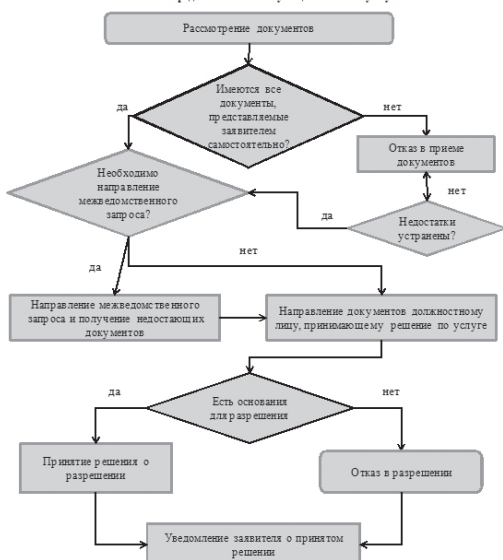 Рассмотрение документов
Имеются все
документы,
представляемые
заявителем
самостоятельно?
да
нет
Отказ в приеме
документов
Необходимо
направление
межведомственного
запроса?
нет
Недостатки
устранены?
да
нет
да
Направление межведомственного
запроса и получение недостающих
документов
Направление документов должностному
лицу, принимающему решение по услуге
Есть основания
для разрешения
да
нет
Принятие решения о
разрешении
Отказ в разрешении
Уведомление заявителя о принятом
решении